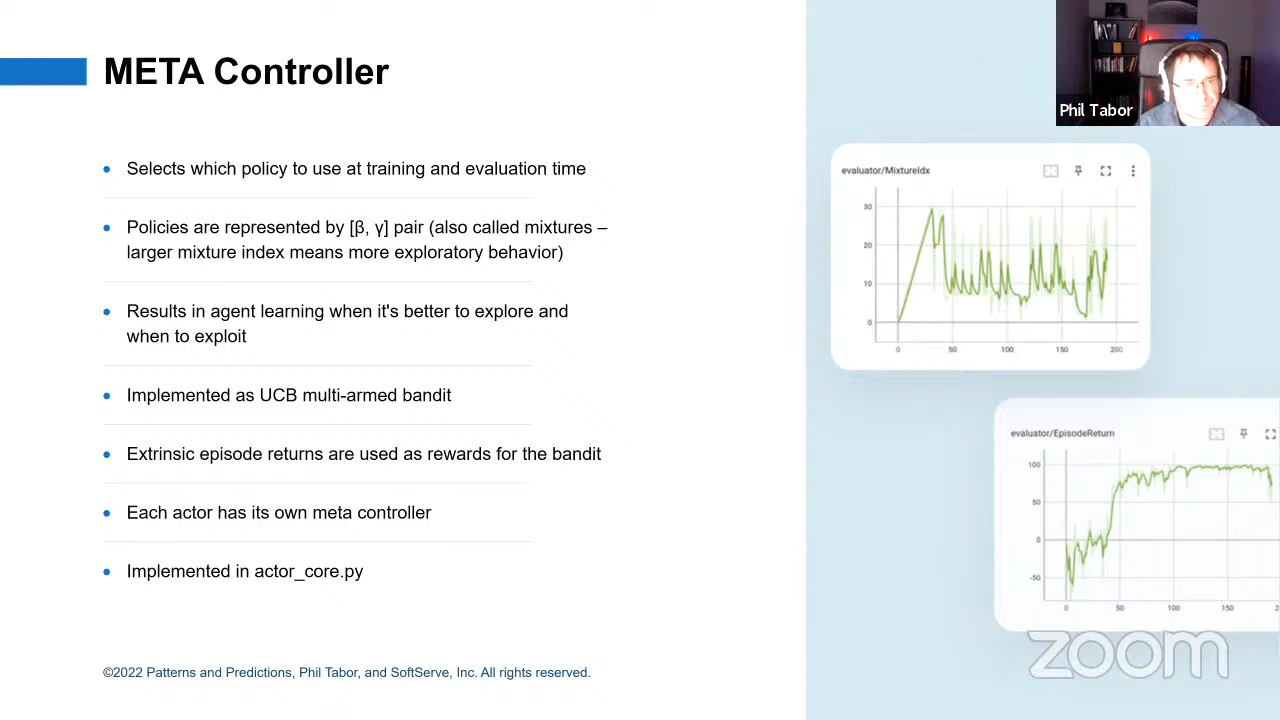 META Controller
Phil Tabor
Selects which policy to use at training and evaluation time
Policies are represented by [β, γ] pair (also called mixtures –
larger mixture index means more exploratory behavior)
Results in agent learning when it's better to explore and
when to exploit
Implemented as UCB multi-armed bandit
Extrinsic episode returns are used as rewards for the bandit
Each actor has its own meta controller
Implemented in actor_core.py
©2022 Patterns and Predictions, Phil Tabor, and SoftServe, Inc. All rights reserved.
evaluator/MixtureIdx
30
20
10
0
0 50 100 150 200
evaluator/EpisodeReturn
100
50
0
-50
0 50 100 150 2
zoom